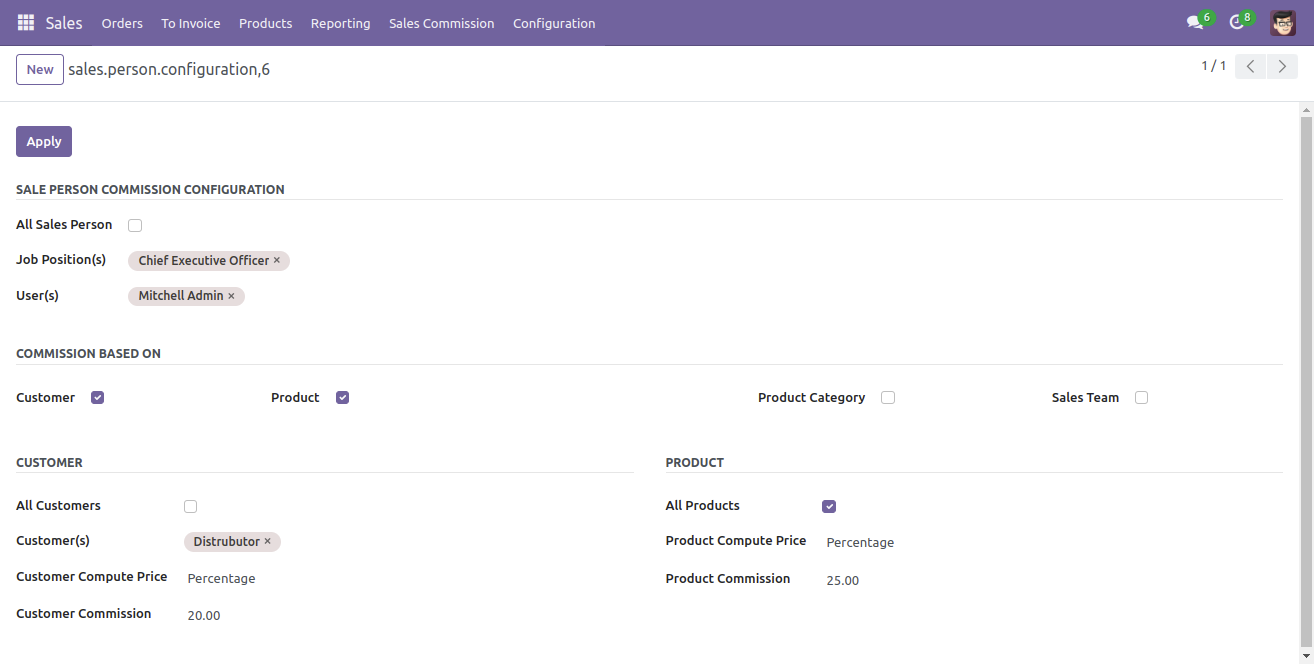 Sales Orders To Invoice Products Reporting Sales Commission Configuration 6 8
New sales.person.configuration,6 1 / 1
Apply
SALE PERSON COMMISSION CONFIGURATION
All Sales Person
Job Position(s) Chief Executive Officer ×
User(s) Mitchell Admin ×
COMMISSION BASED ON
Customer Product Product Category Sales Team
CUSTOMER PRODUCT
All Customers All Products
Customer(s) Distrubutor × Product Compute Price Percentage
Customer Compute Price Percentage Product Commission 25.00
Customer Commission 20.00